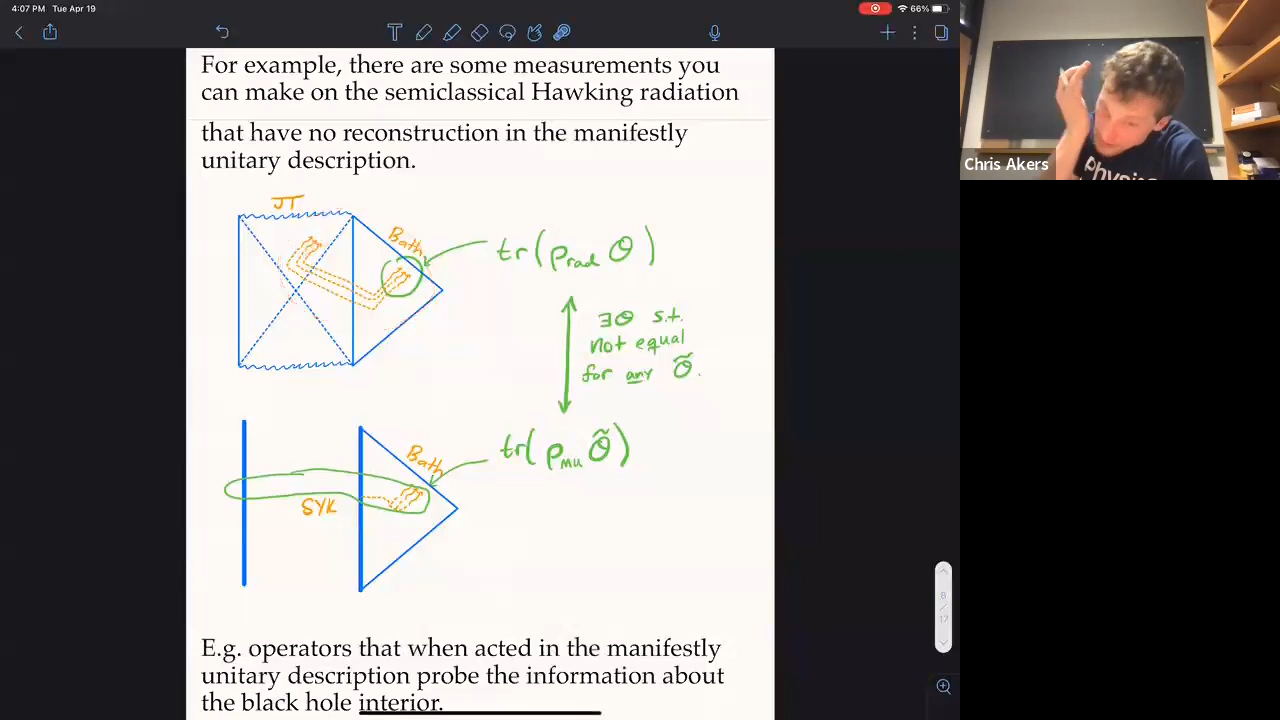 4:07 PM Tue Apr 19
66%
For example, there are some measurements you
can make on the semiclassical Hawking radiation
that have no reconstruction in the manifestly
unitary description.
JT
Bath
tr(ρrad O)
∃O s.t.
not equal
for any Õ.
Bath
SYK
tr(ρMU Õ)
E.g. operators that when acted in the manifestly
unitary description probe the information about
the black hole interior.
8
/
17
Chris Akers
Physics